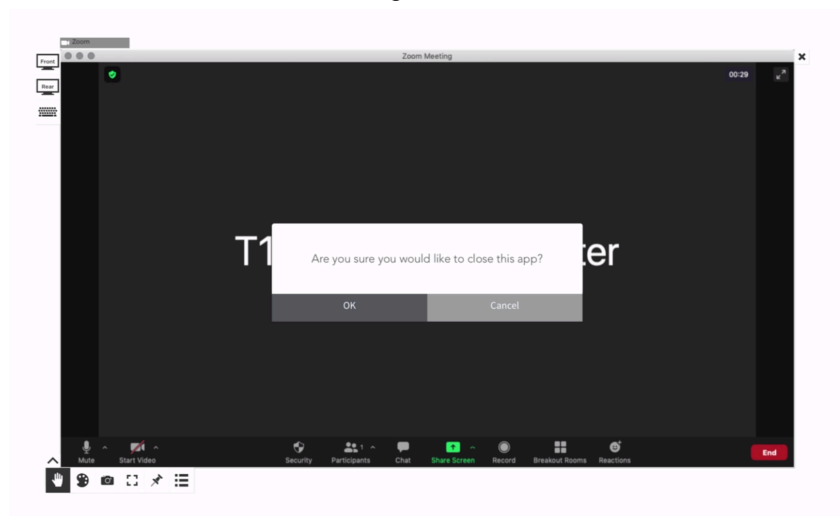 Zoom
Zoom Meeting
Front
Rear
00:29
T1
ter
Are you sure you would like to close this app?
OK
Cancel
Mute
Start Video
Security
Participants
1
Chat
Share Screen
Record
Breakout Rooms
Reactions
End